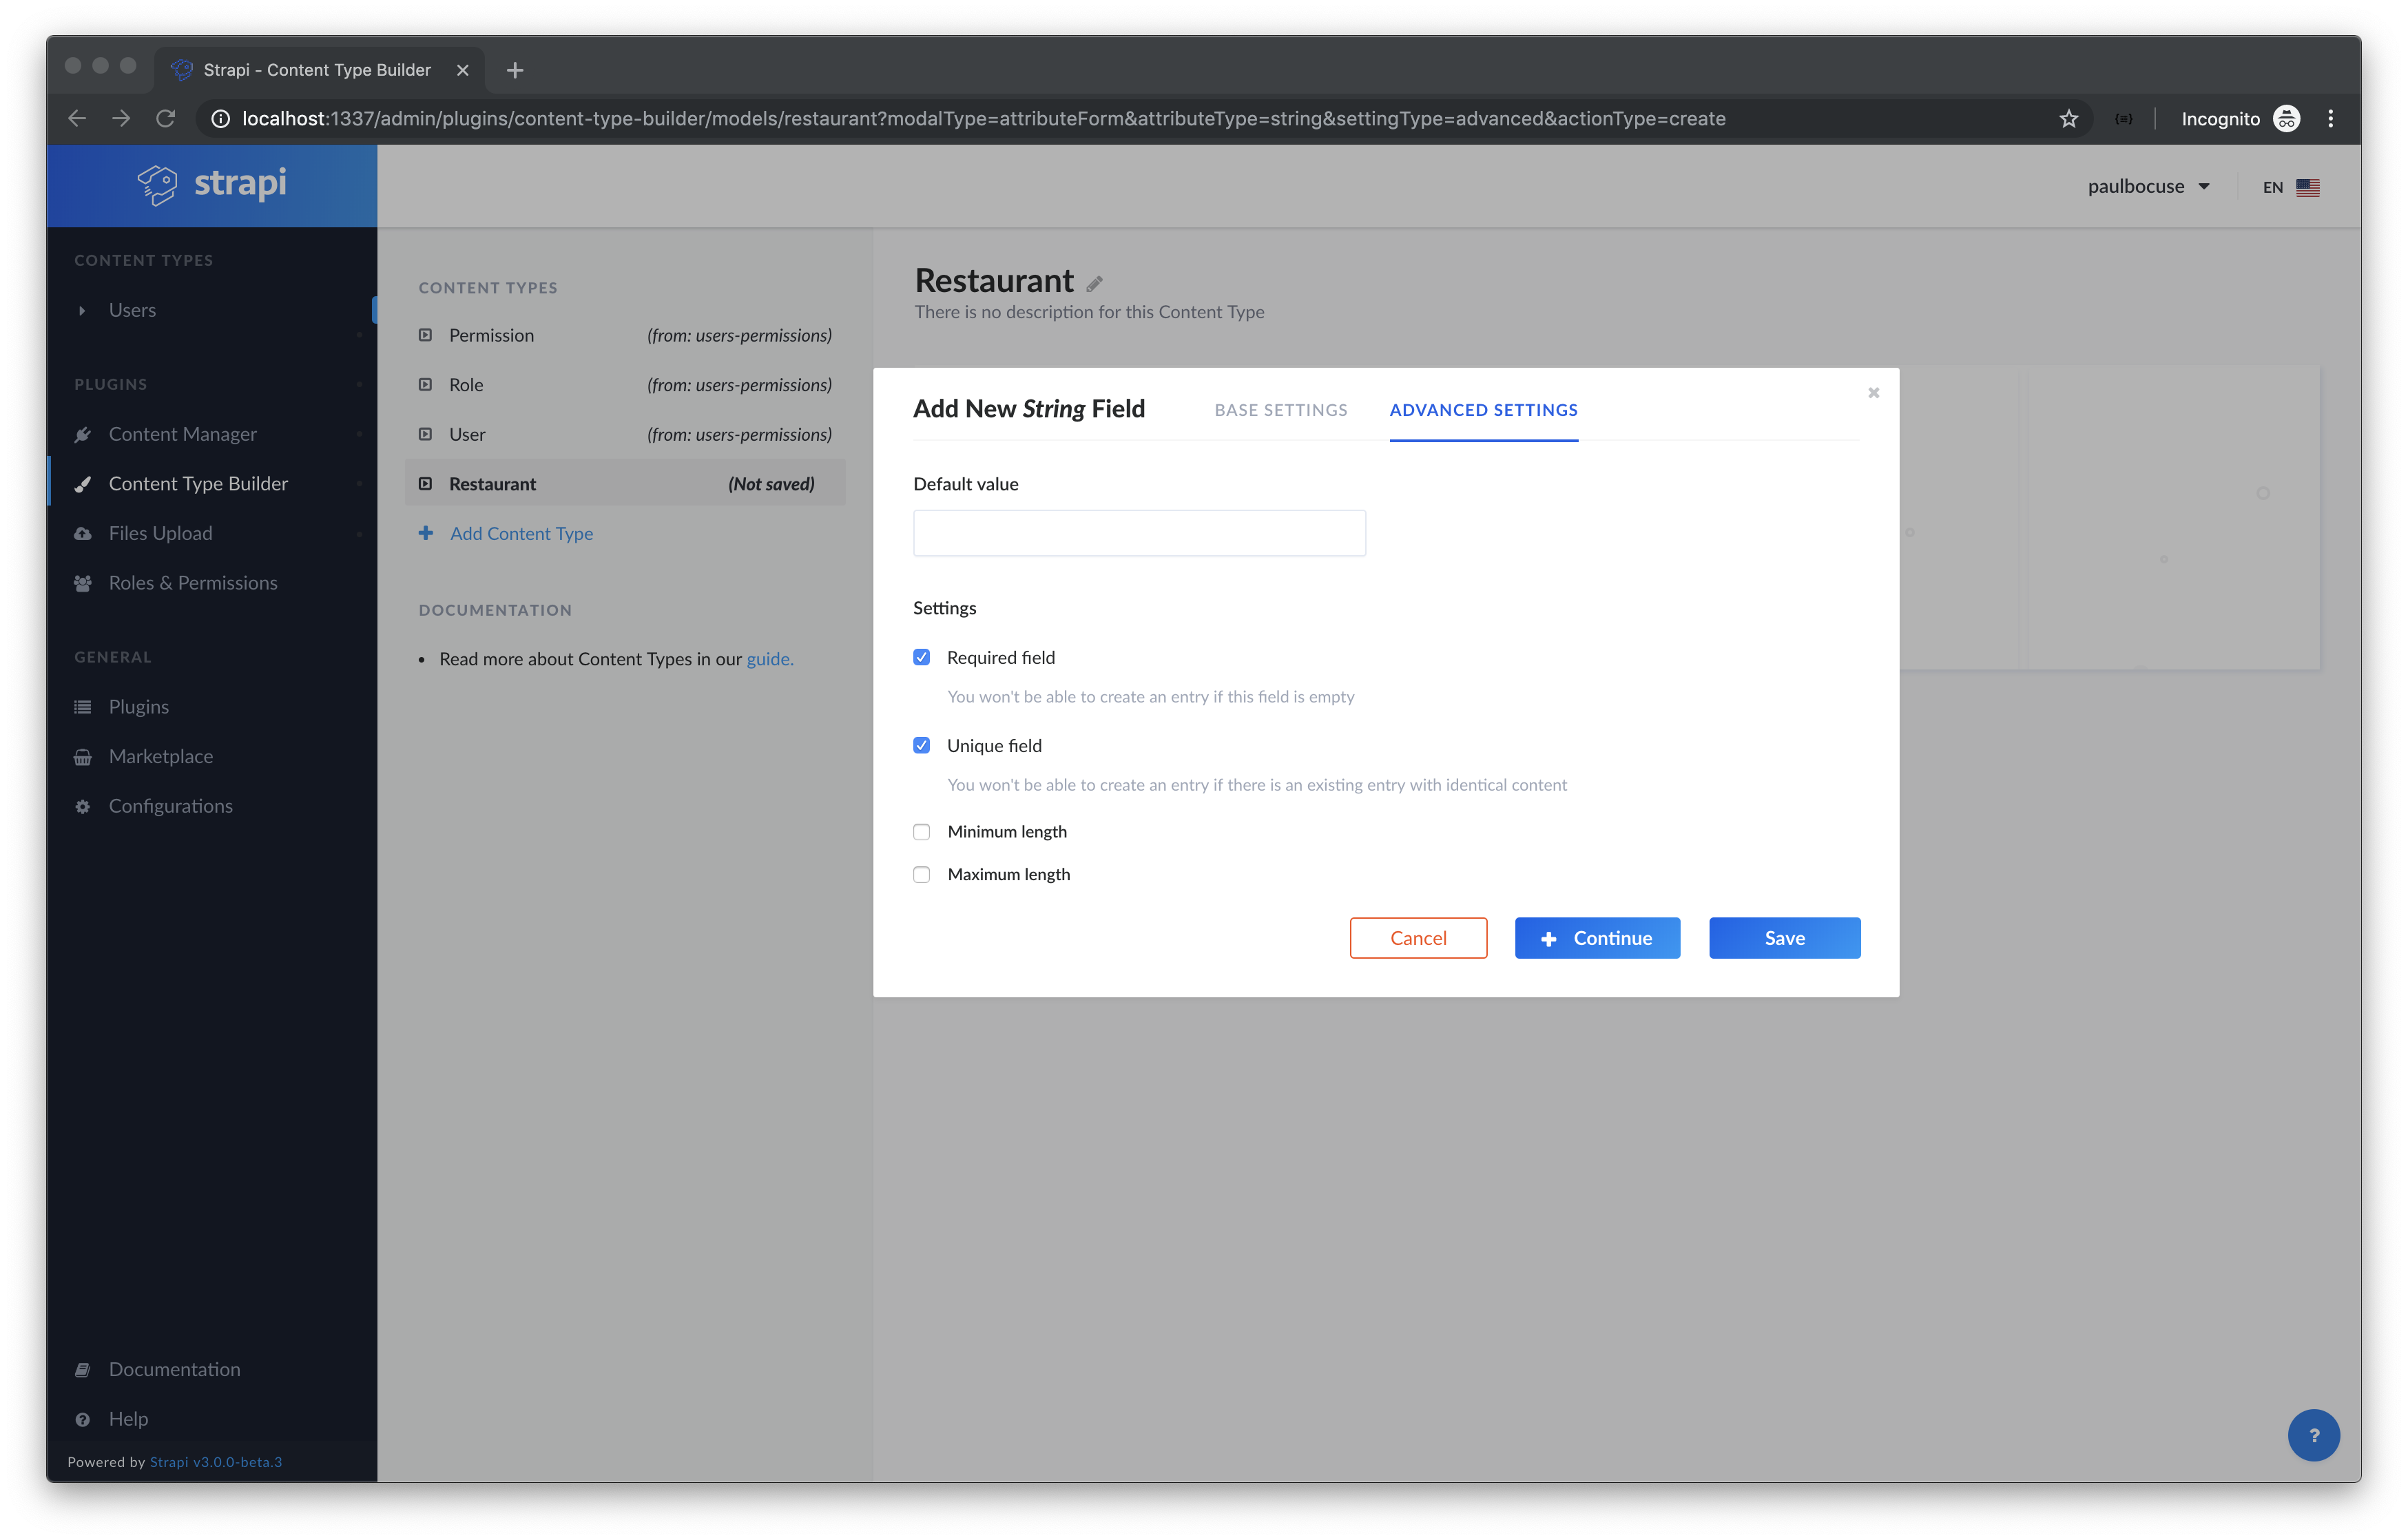 Strapi - Content Type Builder
localhost:1337/admin/plugins/content-type-builder/models/restaurant?modalType=attributeForm&attributeType=string&settingType=advanced&actionType=create
Incognito
strapi
paulbocuse
EN
CONTENT TYPES
Users
PLUGINS
Content Manager
Content Type Builder
Files Upload
Roles & Permissions
GENERAL
Plugins
Marketplace
Configurations
Documentation
Help
Powered by Strapi v3.0.0-beta.3
CONTENT TYPES
Permission (from: users-permissions)
Role (from: users-permissions)
User (from: users-permissions)
Restaurant (Not saved)
Add Content Type
DOCUMENTATION
• Read more about Content Types in our guide.
Restaurant
There is no description for this Content Type
Add New String Field
BASE SETTINGS
ADVANCED SETTINGS
Default value
Settings
Required field
You won't be able to create an entry if this field is empty
Unique field
You won't be able to create an entry if there is an existing entry with identical content
Minimum length
Maximum length
Cancel
Continue
Save
?